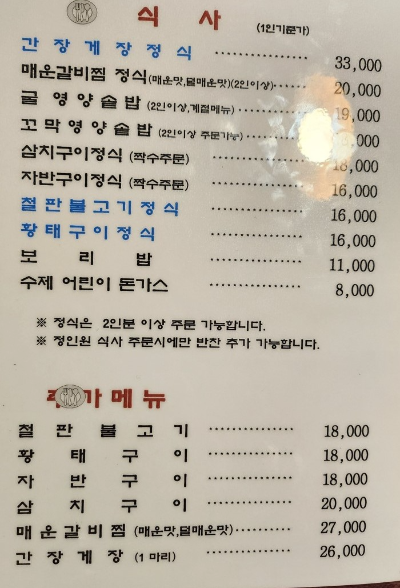 식 사 (1인기준가)
간장게장정식 33,000
매운갈비찜 정식(매운맛,덜매운맛)(2인이상) 20,000
굴 영양솥밥 (2인이상,계절메뉴) 19,000
꼬막영양솥밥 (2인이상 주문가능)
삼치구이정식 (짝수주문) 18,000
자반구이정식 (짝수주문) 16,000
철판불고기정식 16,000
황태구이정식 16,000
보 리 밥 11,000
수제 어린이 돈가스 8,000
※ 정식은 2인분 이상 주문 가능합니다.
※ 정인원 식사 주문시에만 반찬 추가 가능합니다.
추가메뉴
철 판 불 고 기 18,000
황 태 구 이 18,000
자 반 구 이 18,000
삼 치 구 이 20,000
매운갈비찜 (매운맛,덜매운맛) 27,000
간 장 게 장 (1 마리) 26,000